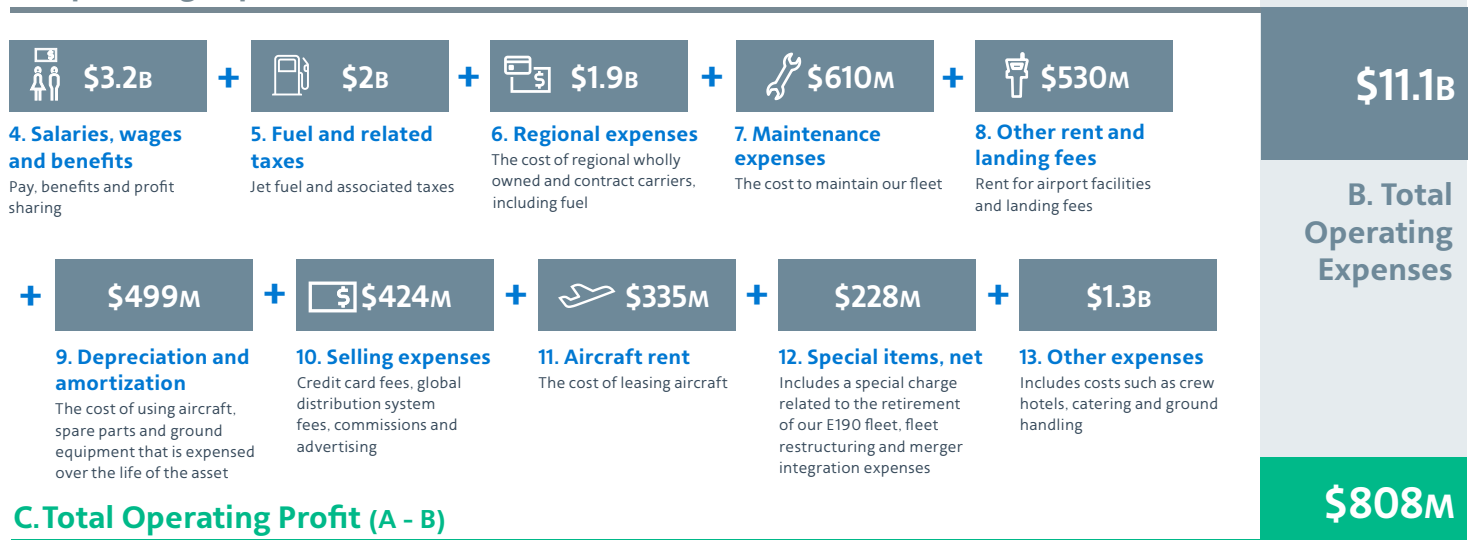 $3.2B + $2B + $1.9B + $610M + $530M
$11.1B
4. Salaries, wages
and benefits
Pay, benefits and profit
sharing
5. Fuel and related
taxes
Jet fuel and associated taxes
6. Regional expenses
The cost of regional wholly
owned and contract carriers,
including fuel
7. Maintenance
expenses
The cost to maintain our fleet
8. Other rent and
landing fees
Rent for airport facilities
and landing fees
B. Total
Operating
Expenses
+ $499M + $424M + $335M + $228M + $1.3B
9. Depreciation and
amortization
The cost of using aircraft,
spare parts and ground
equipment that is expensed
over the life of the asset
10. Selling expenses
Credit card fees, global
distribution system
fees, commissions and
advertising
11. Aircraft rent
The cost of leasing aircraft
12. Special items, net
Includes a special charge
related to the retirement
of our E190 fleet, fleet
restructuring and merger
integration expenses
13. Other expenses
Includes costs such as crew
hotels, catering and ground
handling
C.Total Operating Profit (A - B)
$808M